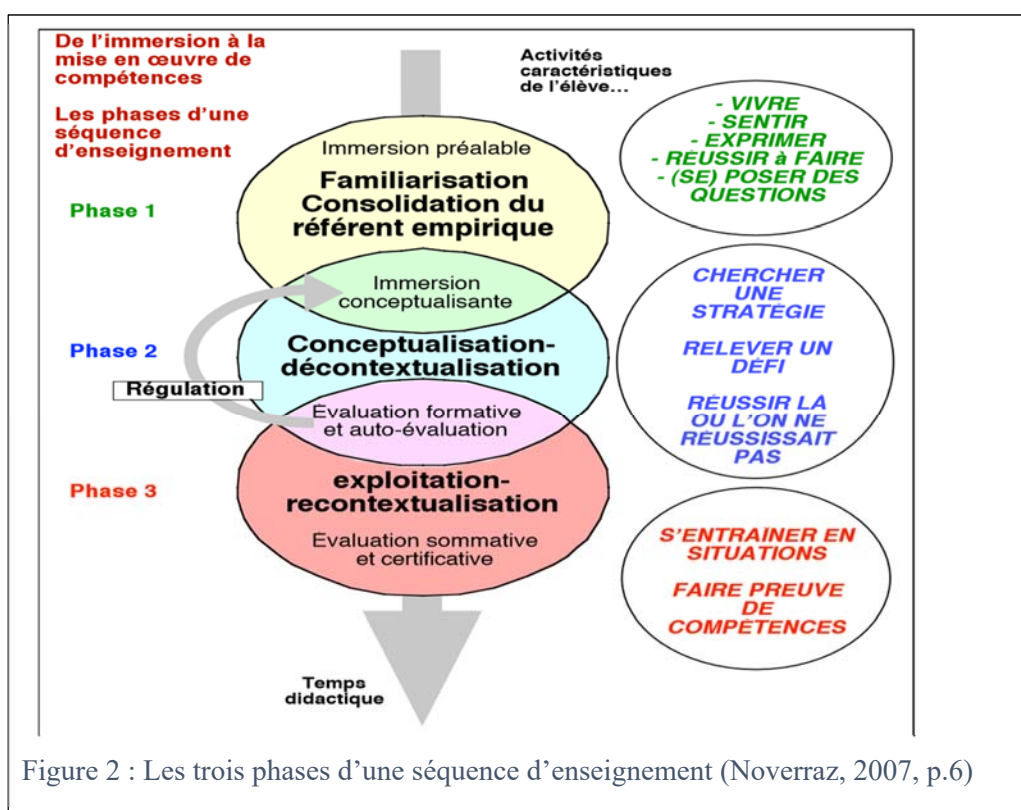 De l'immersion à la
mise en œuvre de
compétences
Les phases d'une
séquence
d'enseignement
Activités
caractéristiques
de l'élève...
Phase 1
Immersion préalable
Familiarisation
Consolidation du
référent empirique
- VIVRE
- SENTIR
- EXPRIMER
- RÉUSSIR à FAIRE
- (SE) POSER DES
QUESTIONS
Immersion
conceptualisante
Phase 2
Conceptualisation-
décontextualisation
Régulation
CHERCHER
UNE
STRATÉGIE
RELEVER UN
DÉFI
RÉUSSIR LÀ
OU L'ON NE
RÉUSSISSAIT
PAS
Évaluation formative
et auto-évaluation
Phase 3
exploitation-
recontextualisation
Évaluation sommative
et certificative
S'ENTRAÎNER EN
SITUATIONS
FAIRE PREUVE
DE
COMPÉTENCES
Temps
didactique
Figure 2 : Les trois phases d'une séquence d'enseignement (Noverraz, 2007, p.6)